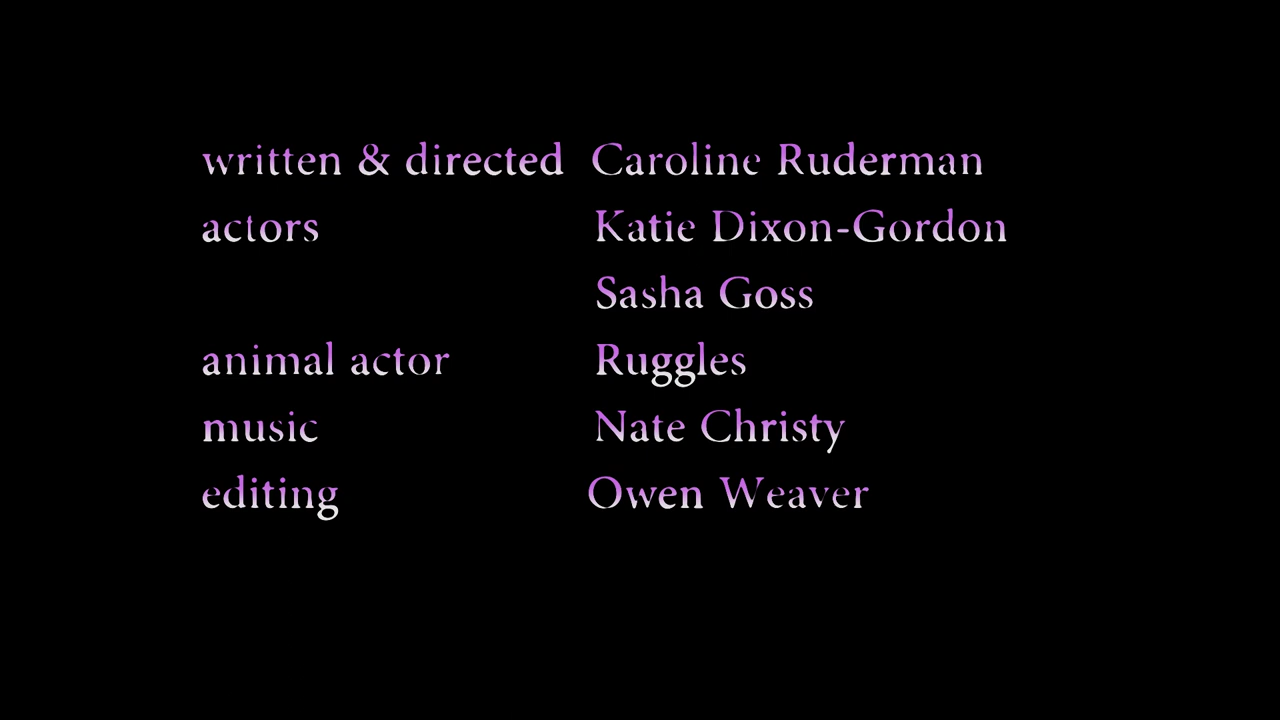 written & directed Caroline Ruderman
actors Katie Dixon-Gordon
Sasha Goss
animal actor Ruggles
music Nate Christy
editing Owen Weaver